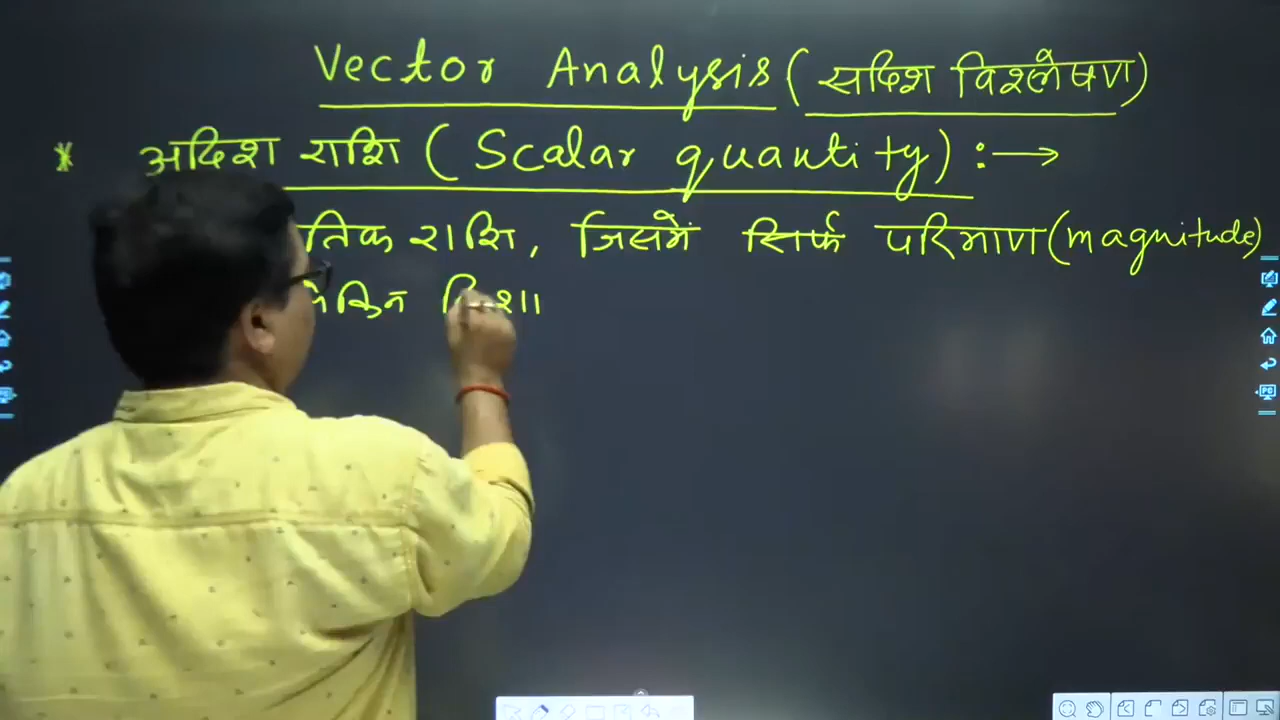 Vector Analysis (सदिश विश्लेषण)
* अदिश राशि (Scalar quantity) :→
राशि, जिसमें सिर्फ परिमाण (magnitude)